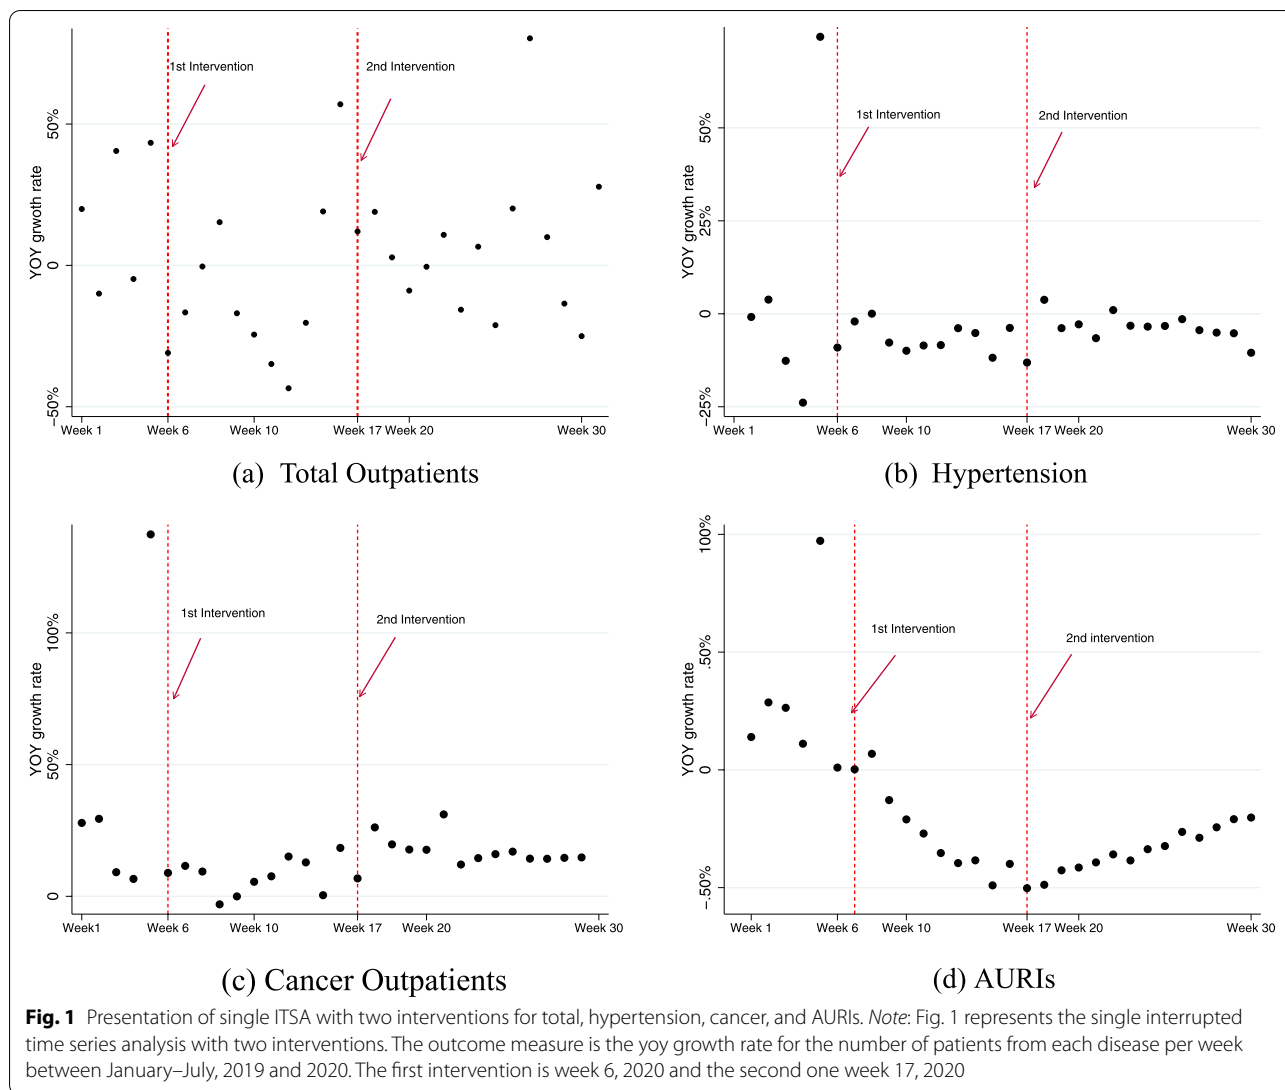 50%
0
-50%
YOY grwoth rate
1st Intervention
2nd Intervention
Week 1 Week 6 Week 10 Week 17 Week 20 Week 30
(a) Total Outpatients
50%
25%
0
-25%
YOY growth rate
1st Intervention
2nd Intervention
Week 1 Week 6 Week 10 Week 17 Week 20 Week 30
(b) Hypertension
100%
50%
0
YOY growth rate
1st Intervention
2nd Intervention
Week1 Week 6 Week 10 Week 17 Week 20 Week 30
(c) Cancer Outpatients
100%
.50%
0
-.50%
YOY growth rate
1st Intervention
2nd intervention
Week 1 Week 6 Week 10 Week 17 Week 20 Week 30
(d) AURIs
Fig. 1 Presentation of single ITSA with two interventions for total, hypertension, cancer, and AURIs. Note: Fig. 1 represents the single interrupted
time series analysis with two interventions. The outcome measure is the yoy growth rate for the number of patients from each disease per week
between January–July, 2019 and 2020. The first intervention is week 6, 2020 and the second one week 17, 2020